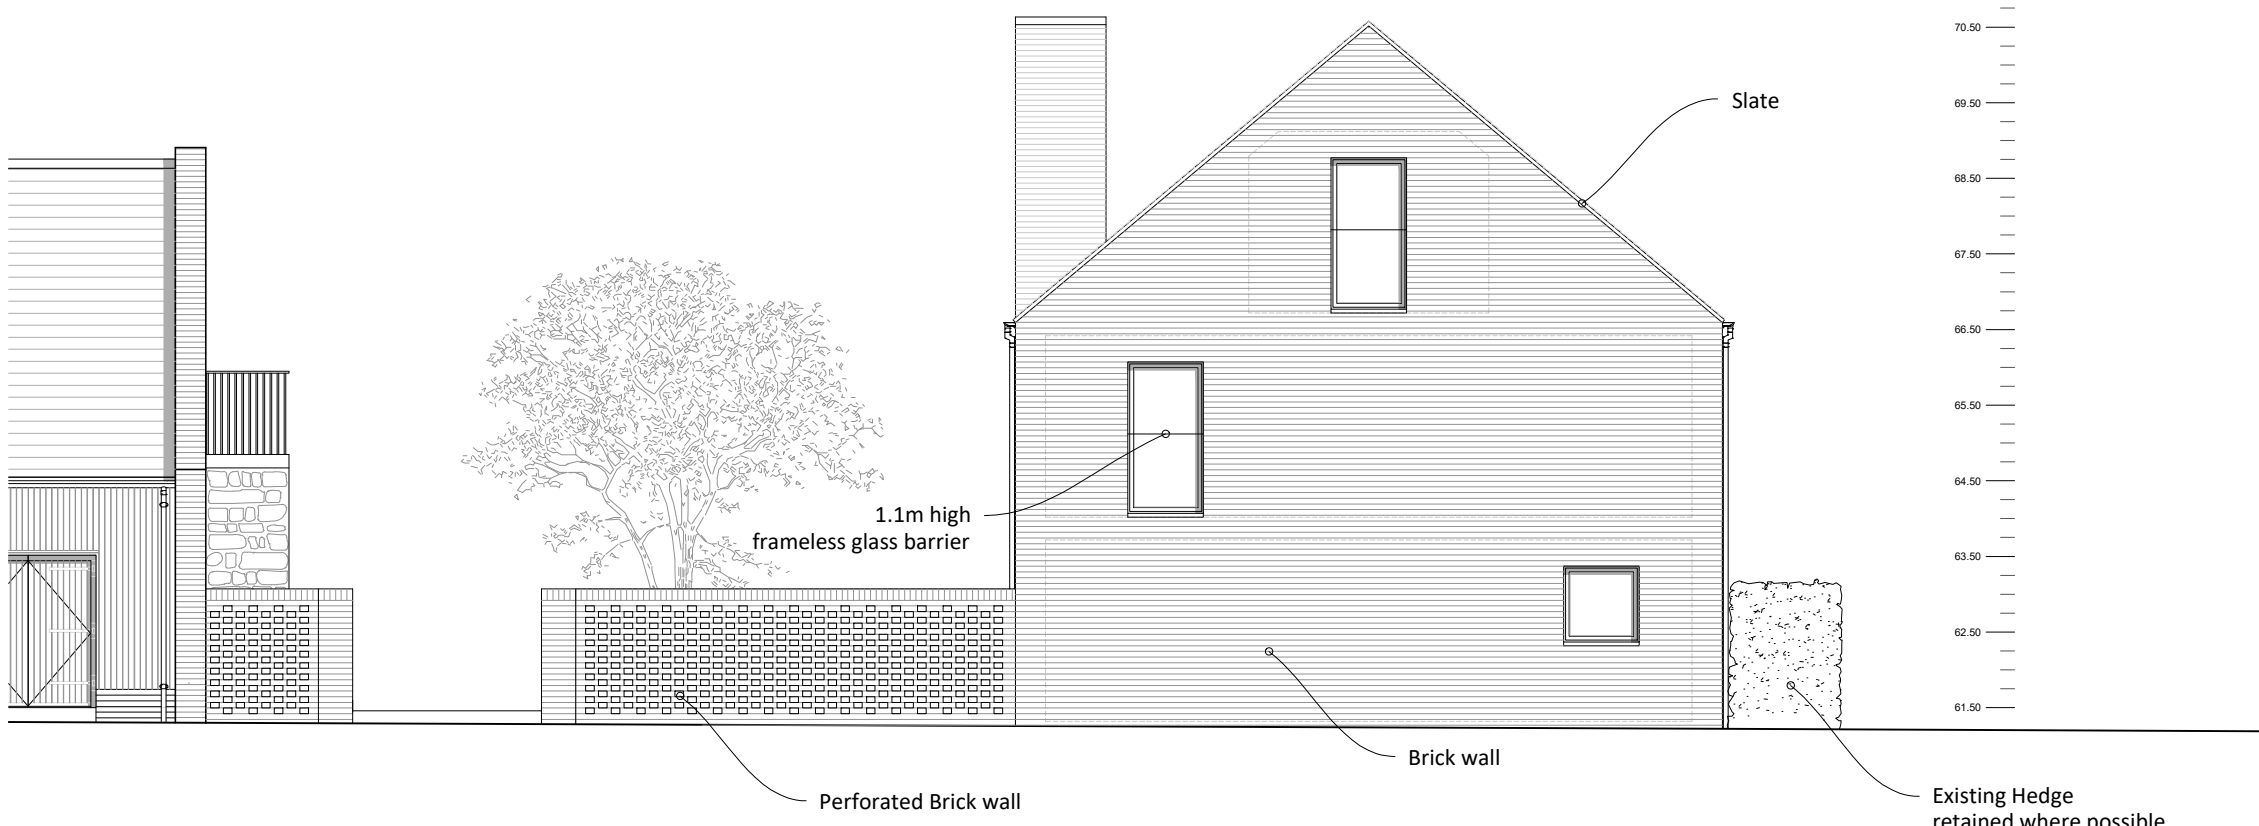 70.50
Slate
69.50
68.50
67.50
66.50
65.50
64.50
1.1m high
frameless glass barrier
63.50
62.50
61.50
Brick wall
Perforated Brick wall
Existing Hedge
retained where possible